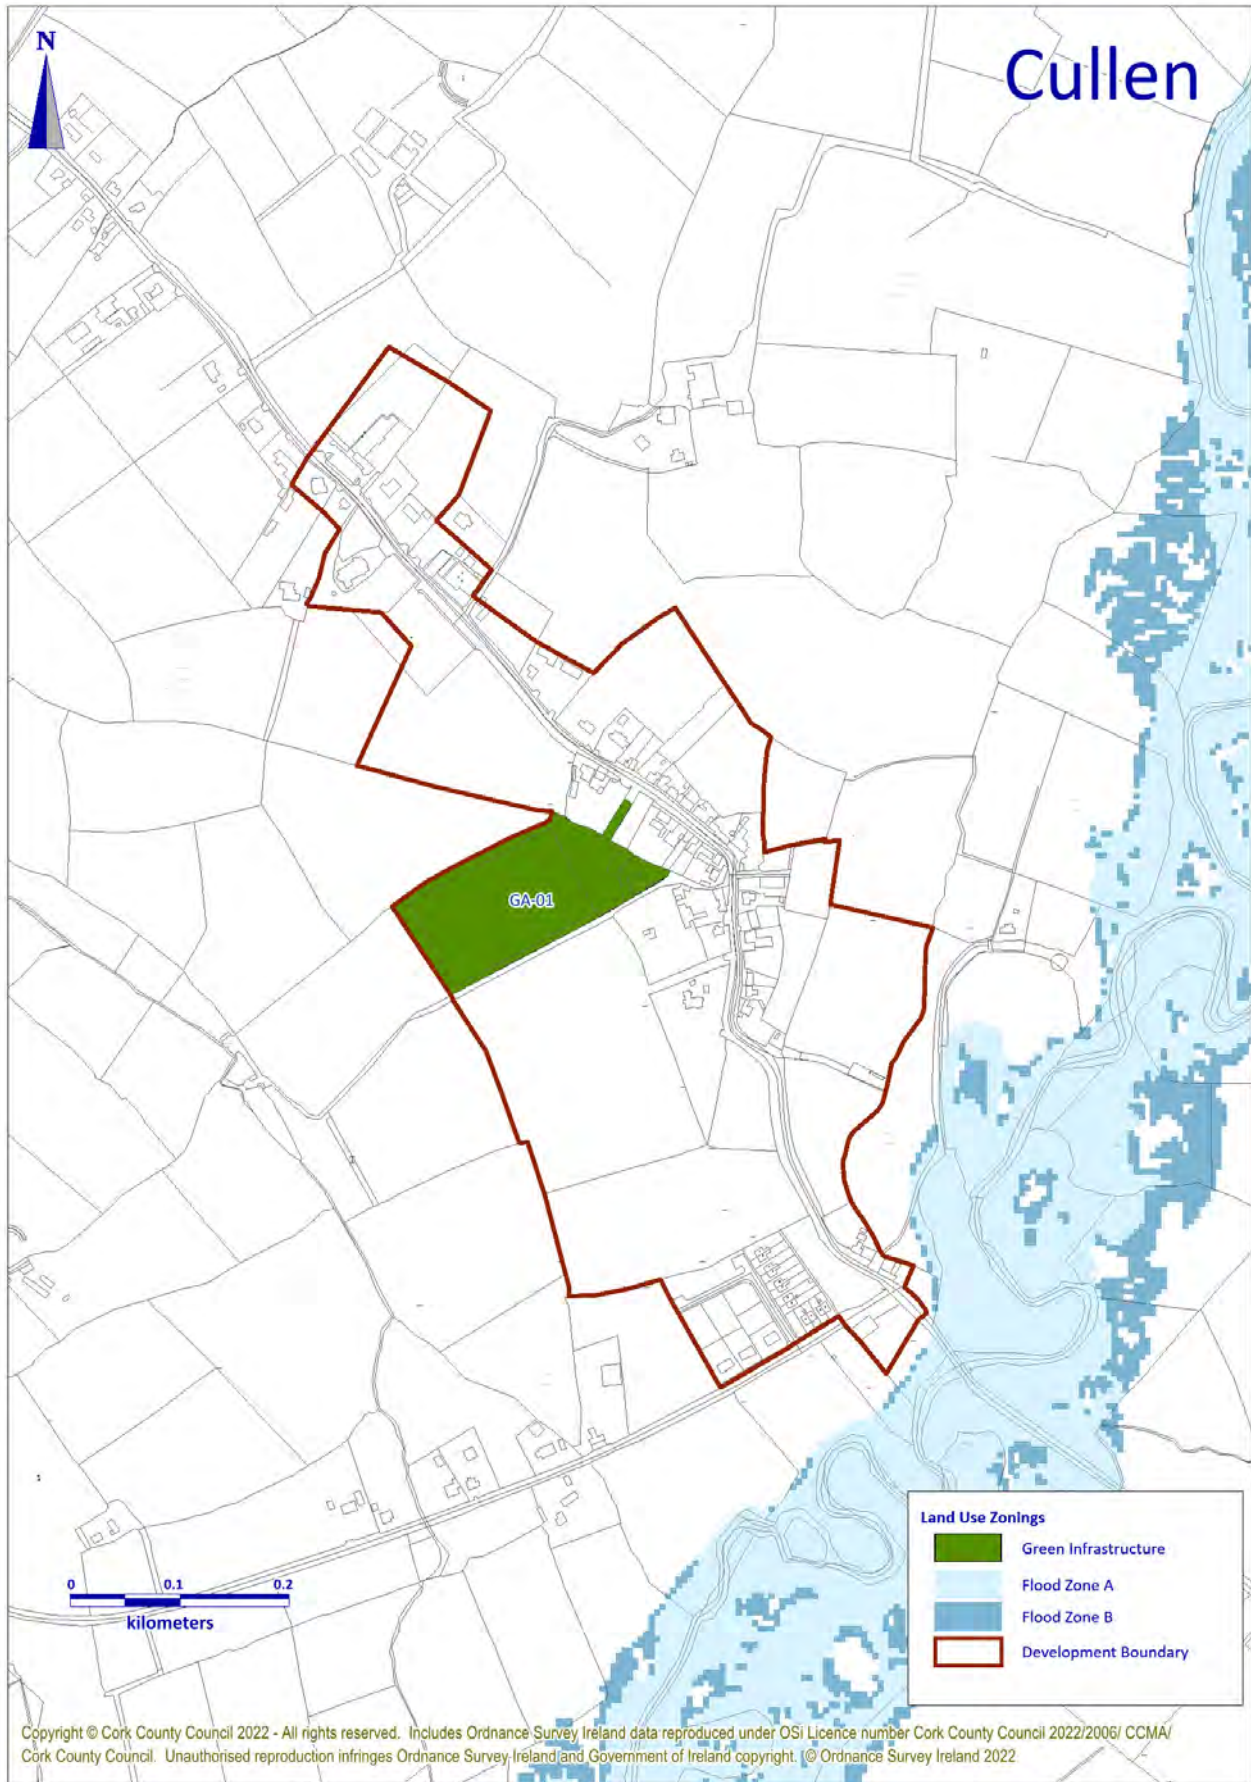 N
Cullen
GA-01
Land Use Zonings
Green Infrastructure
Flood Zone A
Flood Zone B
Development Boundary
0 0.1 0.2
kilometers
Copyright © Cork County Council 2022 - All rights reserved. Includes Ordnance Survey Ireland data reproduced under OSi Licence number Cork County Council 2022/2006/ CCMA/
Cork County Council. Unauthorised reproduction infringes Ordnance Survey Ireland and Government of Ireland copyright. © Ordnance Survey Ireland 2022